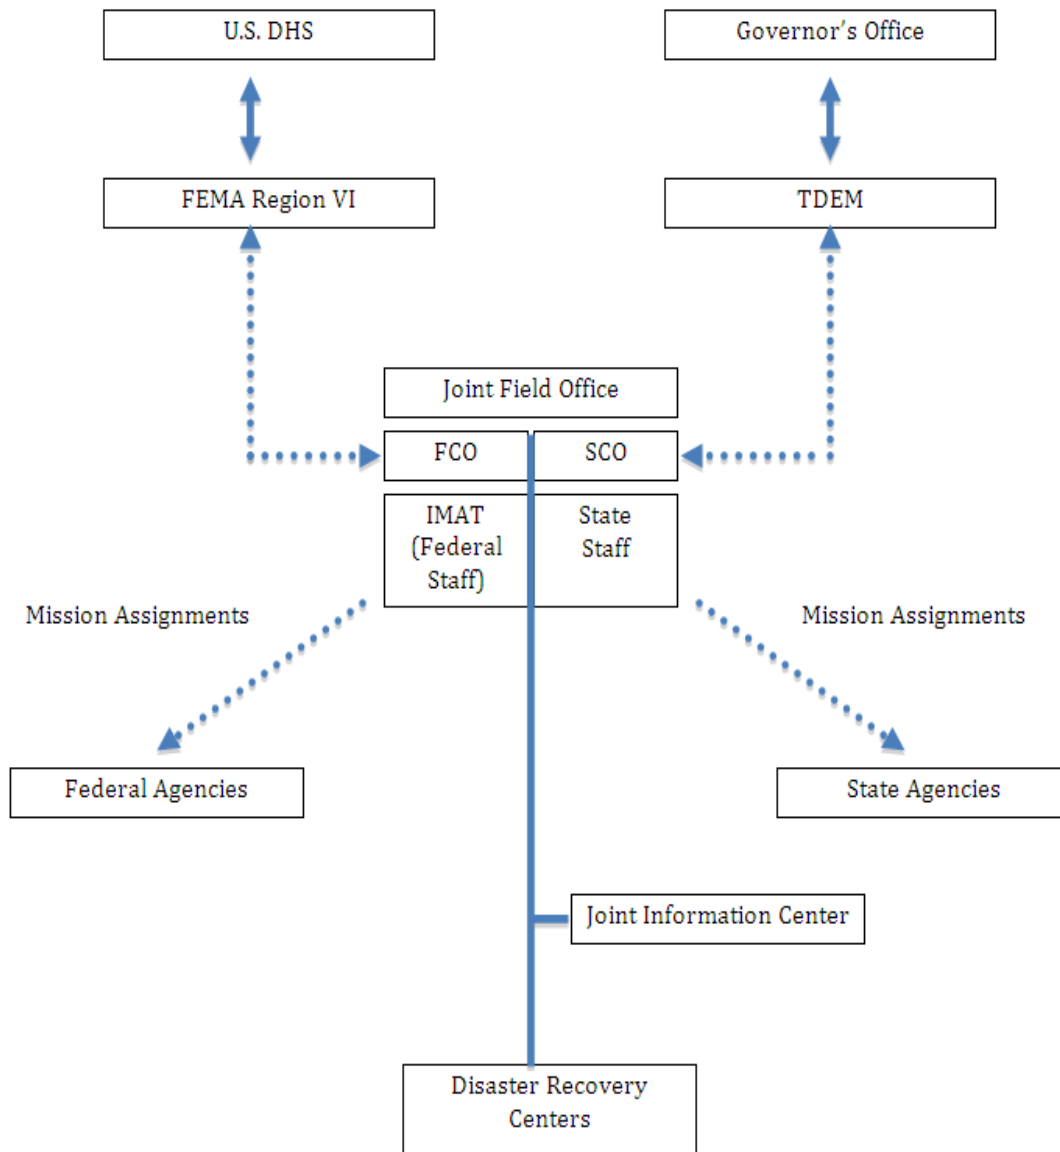 U.S. DHS
Governor's Office
FEMA Region VI
TDEM
Joint Field Office
FCO
SCO
IMAT
(Federal
Staff)
State
Staff
Mission Assignments
Mission Assignments
Federal Agencies
State Agencies
Joint Information Center
Disaster Recovery
Centers